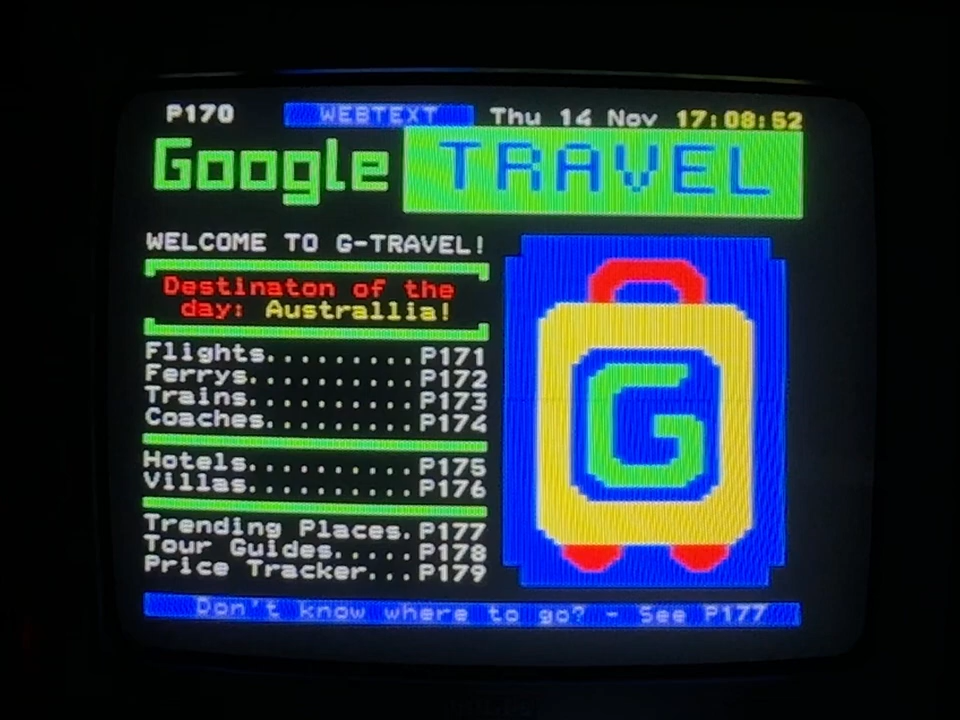 P170 WEBTEXT Thu 14 Nov 17:08:52
Google TRAVEL
WELCOME TO G-TRAVEL!
Destinaton of the
day: Australlia!
Flights.........P171
Ferrys..........P172
Trains..........P173
Coaches.........P174
Hotels..........P175
Villas..........P176
Trending Places.P177
Tour Guides.....P178
Price Tracker...P179
G
Don't know where to go? - See P177